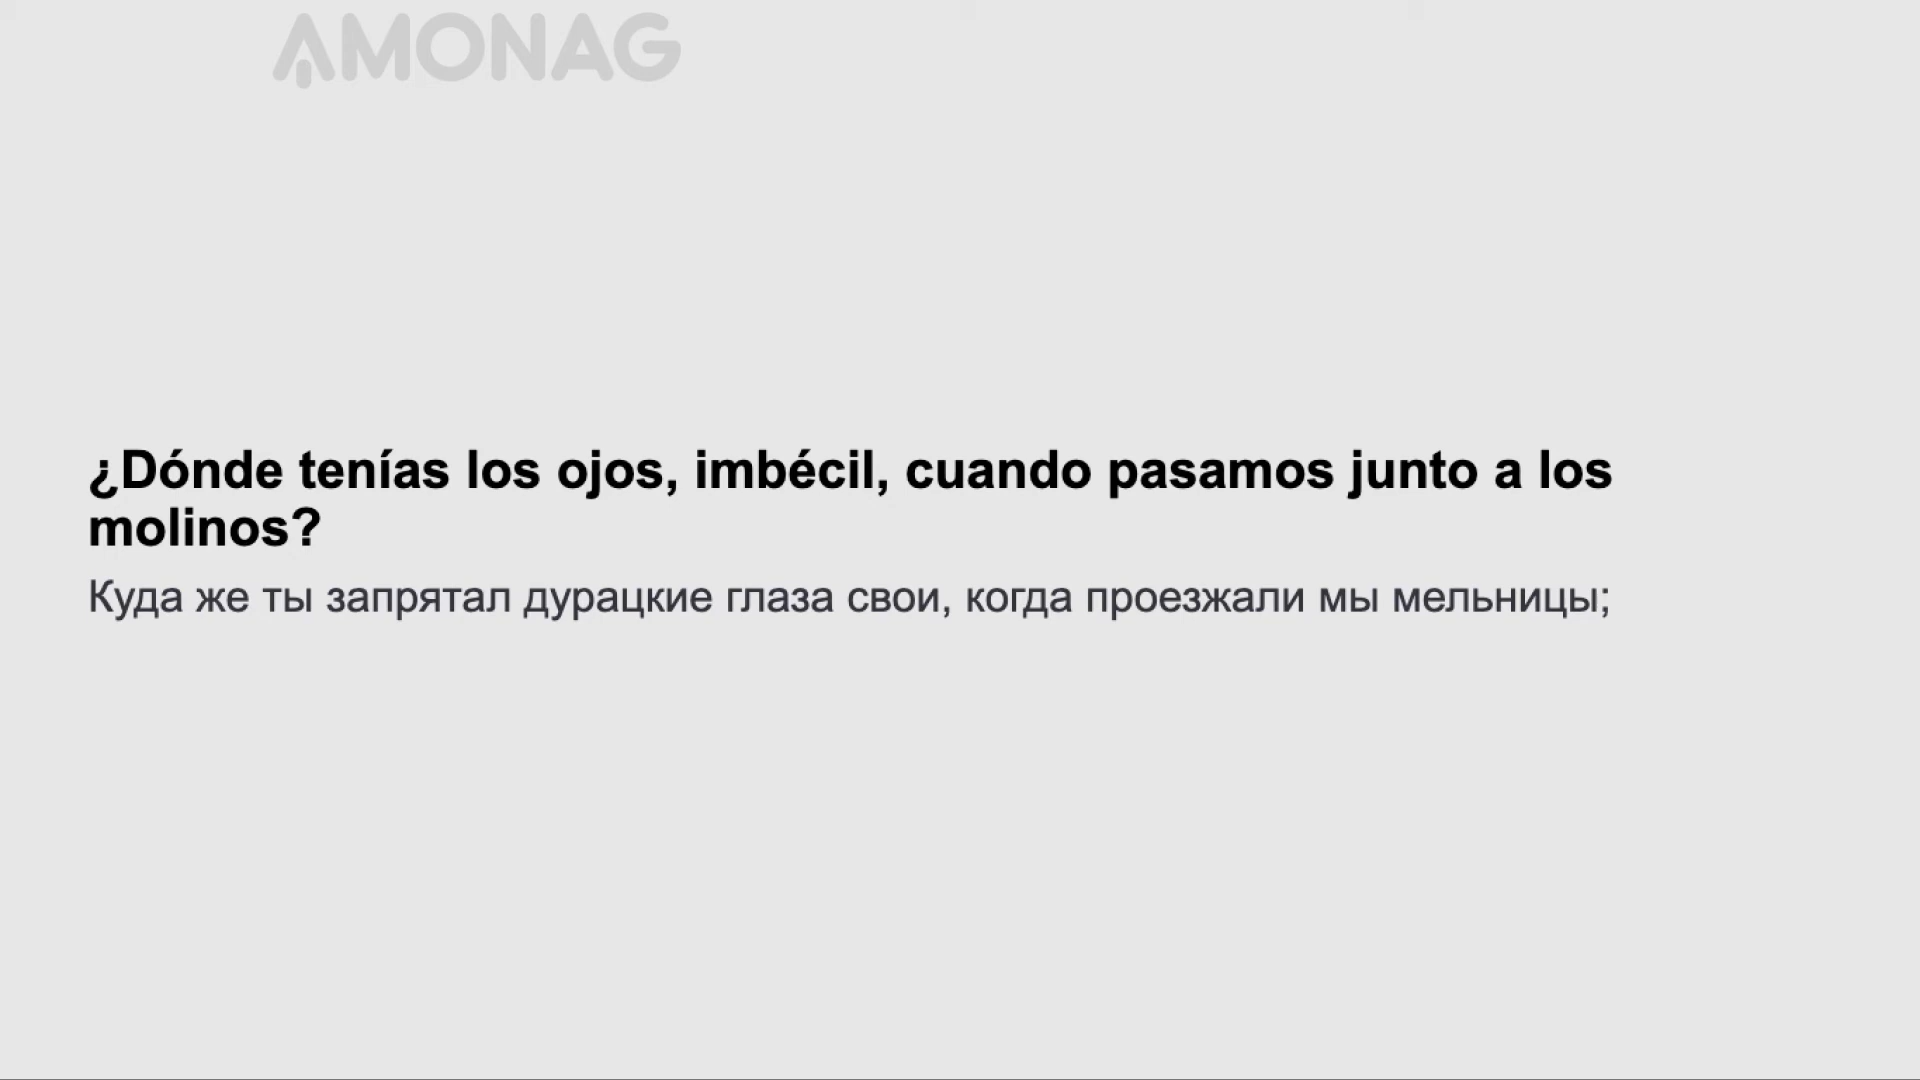 AMONAG
¿Dónde tenías los ojos, imbécil, cuando pasamos junto a los
molinos?
Куда же ты запрятал дурацкие глаза свои, когда проезжали мы мельницы;